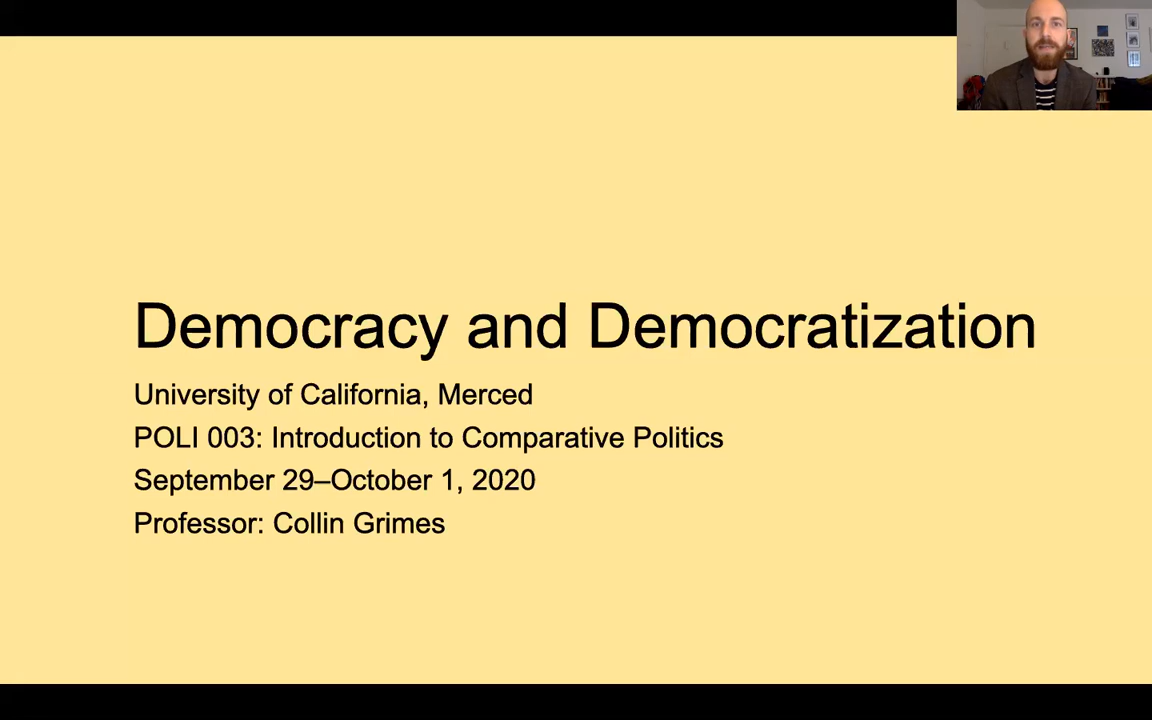 Democracy and Democratization
University of California, Merced
POLI 003: Introduction to Comparative Politics
September 29–October 1, 2020
Professor: Collin Grimes